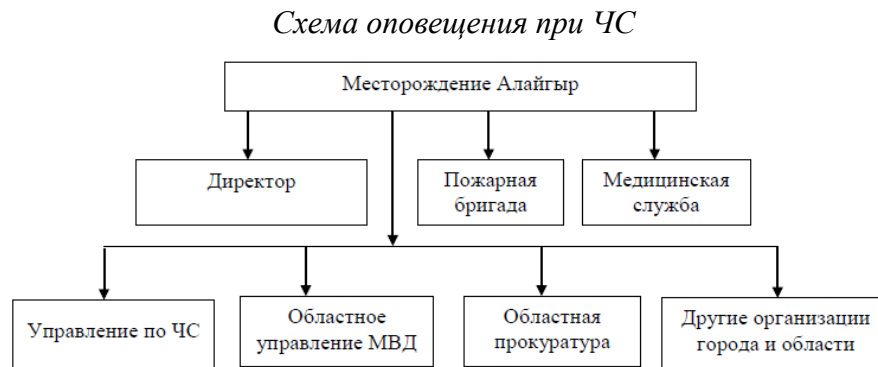 Схема оповещения при ЧС
Месторождение Алайгыр
Директор
Пожарная
бригада
Медицинская
служба
Управление по ЧС
Областное
управление МВД
Областная
прокуратура
Другие организации
города и области